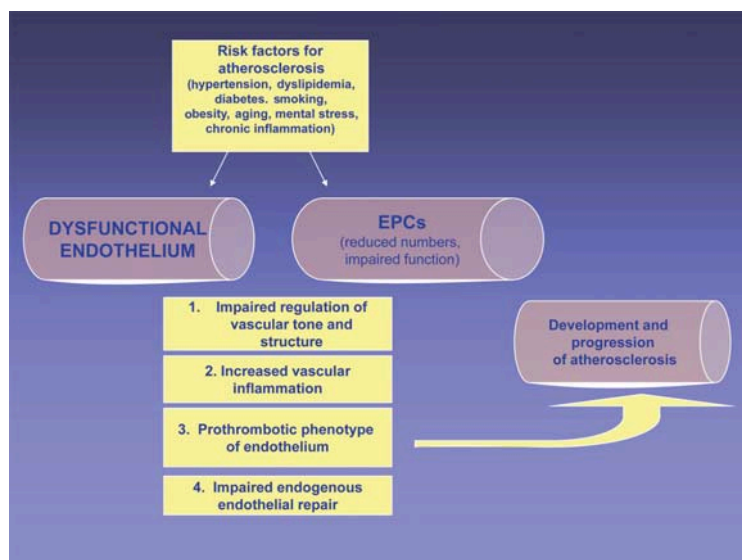 Risk factors for
atherosclerosis
(hypertension, dyslipidemia,
diabetes. smoking,
obesity, aging, mental stress,
chronic inflammation)
DYSFUNCTIONAL
ENDOTHELIUM
EPCs
(reduced numbers,
impaired function)
1. Impaired regulation of
vascular tone and
structure
2. Increased vascular
inflammation
3. Prothrombotic phenotype
of endothelium
4. Impaired endogenous
endothelial repair
Development and
progression
of atherosclerosis